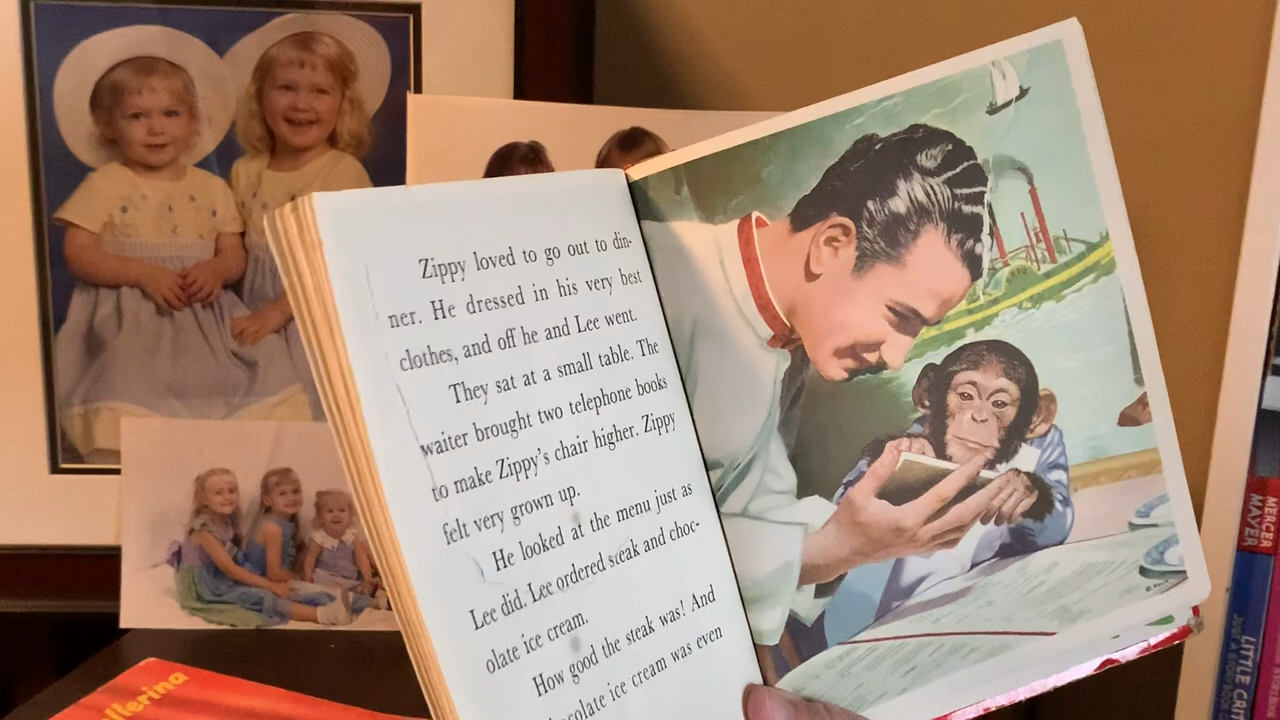 Zippy loved to go out to din-
ner. He dressed in his very best
clothes, and off he and Lee went.
They sat at a small table. The
waiter brought two telephone books
to make Zippy's chair higher. Zippy
felt very grown up.
He looked at the menu just as
Lee did. Lee ordered steak and choc-
olate ice cream.
How good the steak was! And
ice cream was even
MERCER
MAYER
LITTLE